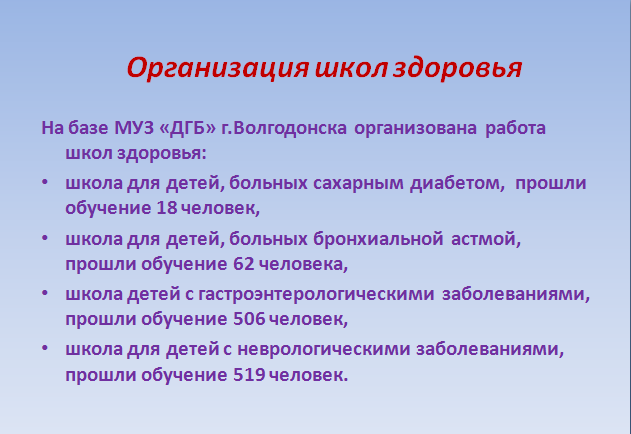 Организация школ здоровья
На базе МУЗ «ДГБ» г.Волгодонска организована работа
школ здоровья:
• школа для детей, больных сахарным диабетом, прошли
обучение 18 человек,
• школа для детей, больных бронхиальной астмой,
прошли обучение 62 человека,
• школа детей с гастроэнтерологическими заболеваниями,
прошли обучение 506 человек,
• школа для детей с неврологическими заболеваниями,
прошли обучение 519 человек.